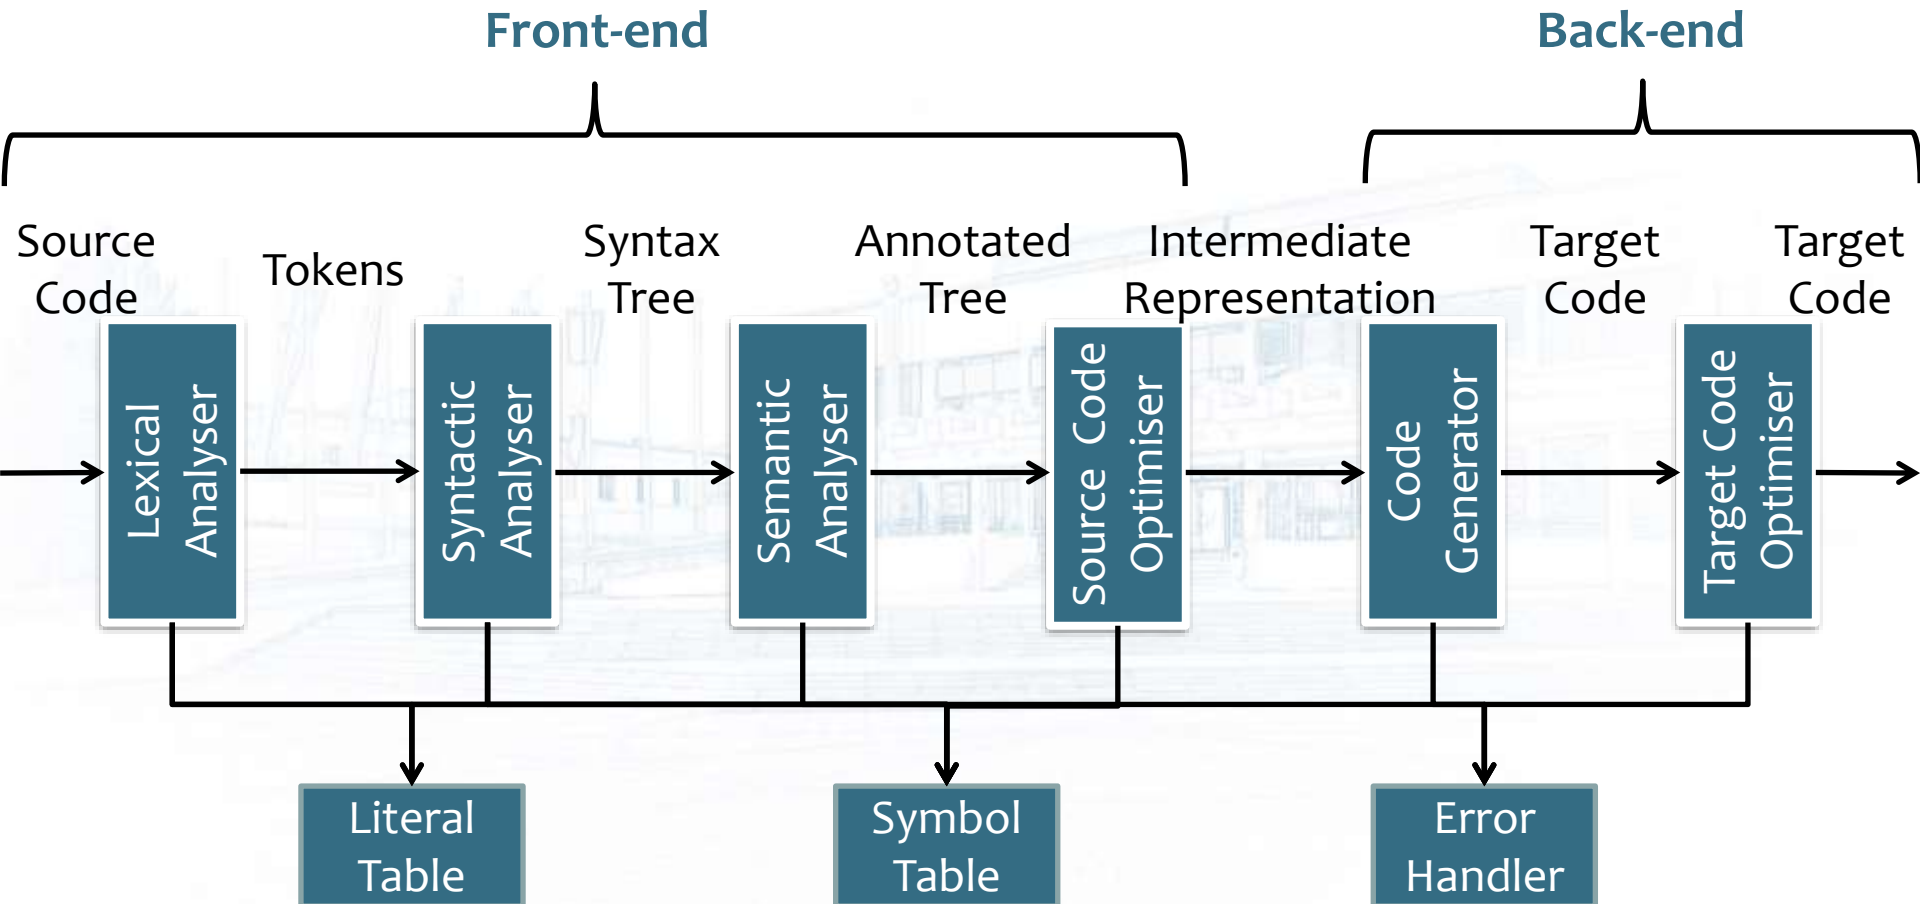 Front-end
Back-end
Source
Code
Tokens
Syntax
Tree
Annotated
Tree
Intermediate
Representation
Target
Code
Target
Code
Lexical
Analyser
Syntactic
Analyser
Semantic
Analyser
Source Code
Optimiser
Code
Generator
Target Code
Optimiser
Literal
Table
Symbol
Table
Error
Handler